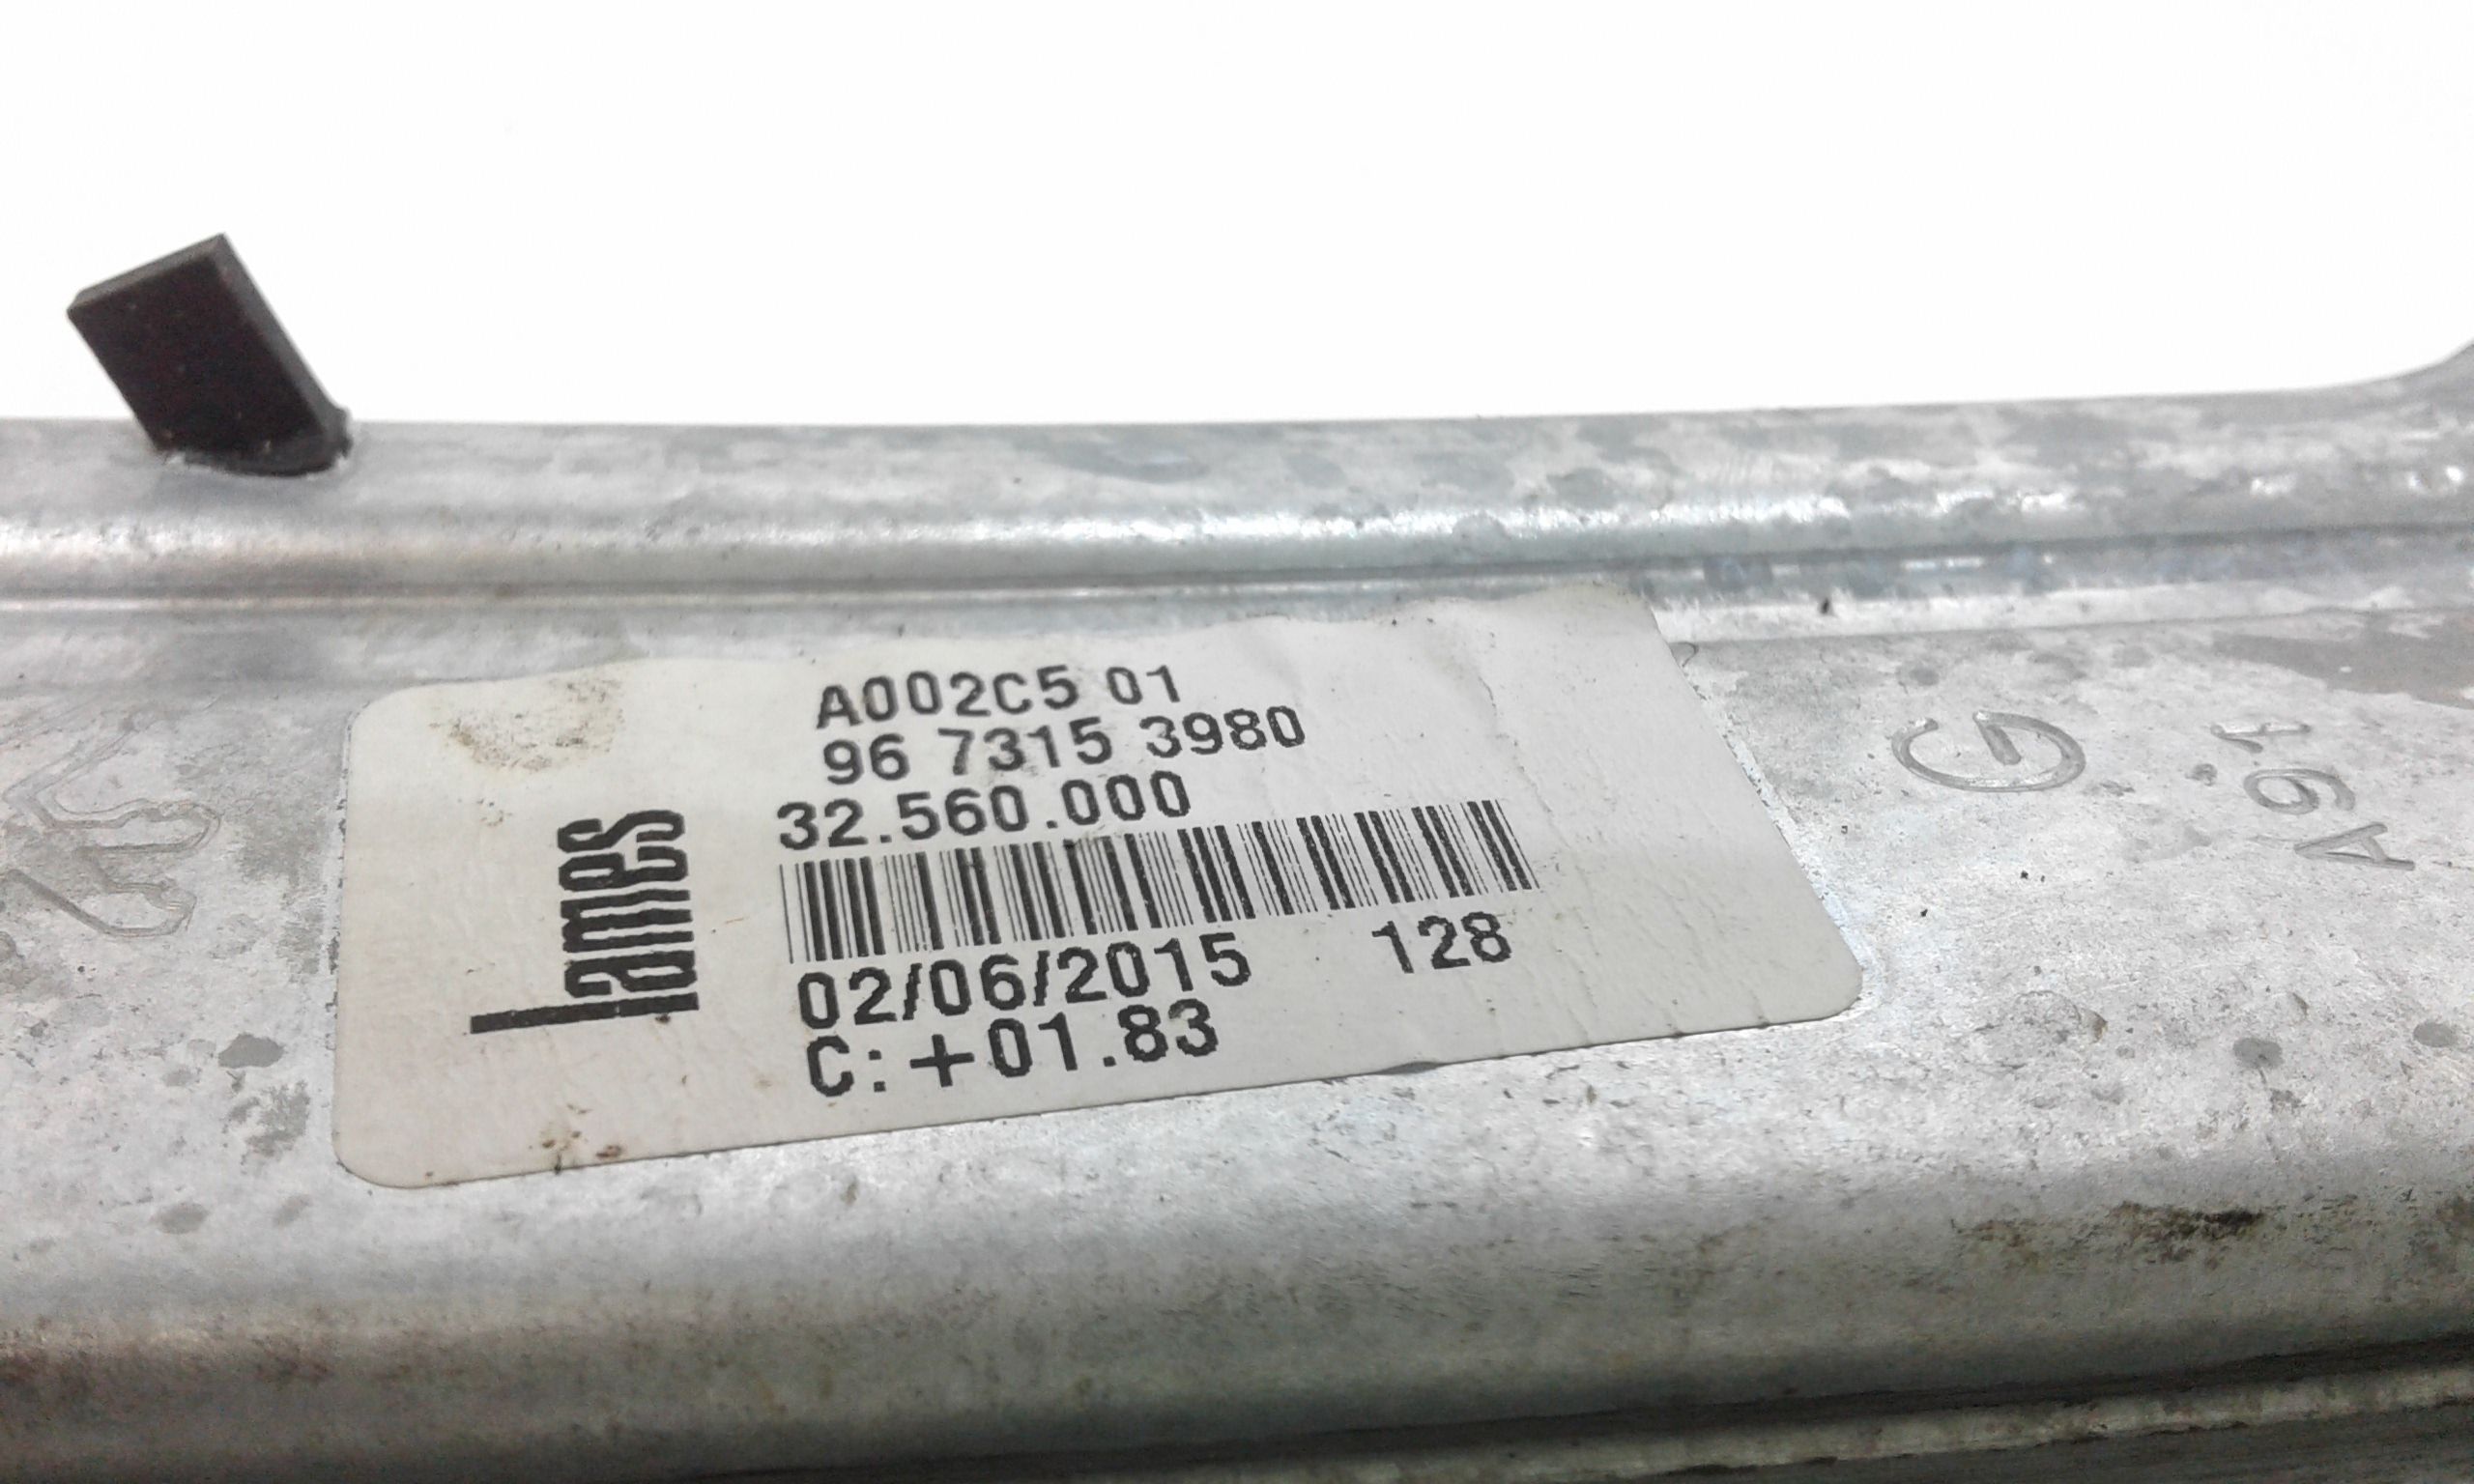 A002C5 01
96 7315 3980
32.560.000
02/06/2015 128
C:+01.83
lames
G
A91